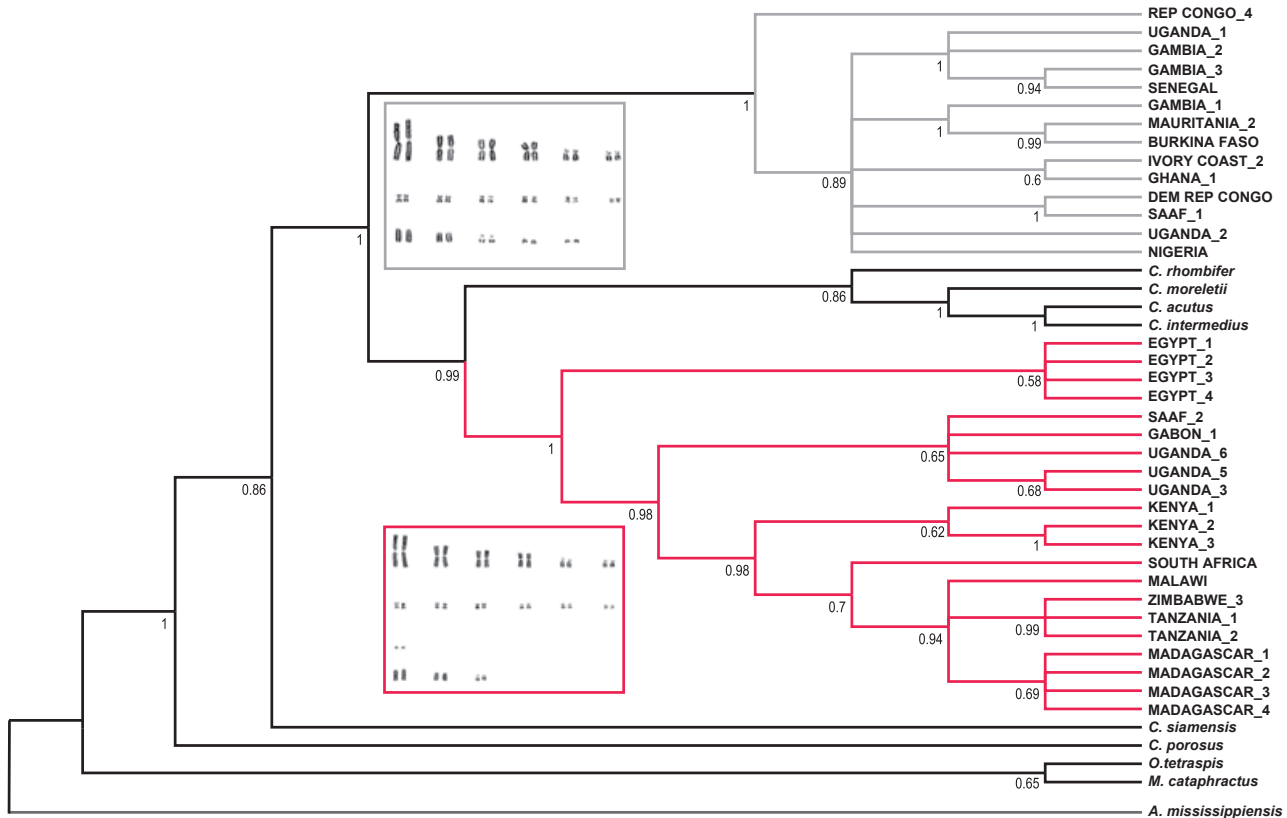 REP CONGO_4
UGANDA_1
GAMBIA_2
1
GAMBIA_3
0.94
SENEGAL
1
GAMBIA_1
1
MAURITANIA_2
0.99
BURKINA FASO
IVORY COAST_2
0.89
0.6
GHANA_1
DEM REP CONGO
1
SAAF_1
UGANDA_2
1
NIGERIA
C. rhombifer
0.86
C. moreletii
1
C. acutus
1
C. intermedius
EGYPT_1
0.99
EGYPT_2
0.58
EGYPT_3
EGYPT_4
SAAF_2
1
GABON_1
0.65
UGANDA_6
UGANDA_5
0.86
0.68
UGANDA_3
0.98
KENYA_1
0.62
KENYA_2
1
KENYA_3
0.98
SOUTH AFRICA
MALAWI
0.7
ZIMBABWE_3
1
TANZANIA_1
0.94
0.99
TANZANIA_2
MADAGASCAR_1
MADAGASCAR_2
0.69
MADAGASCAR_3
MADAGASCAR_4
C. siamensis
C. porosus
O.tetraspis
0.65
M. cataphractus
A. mississippiensis